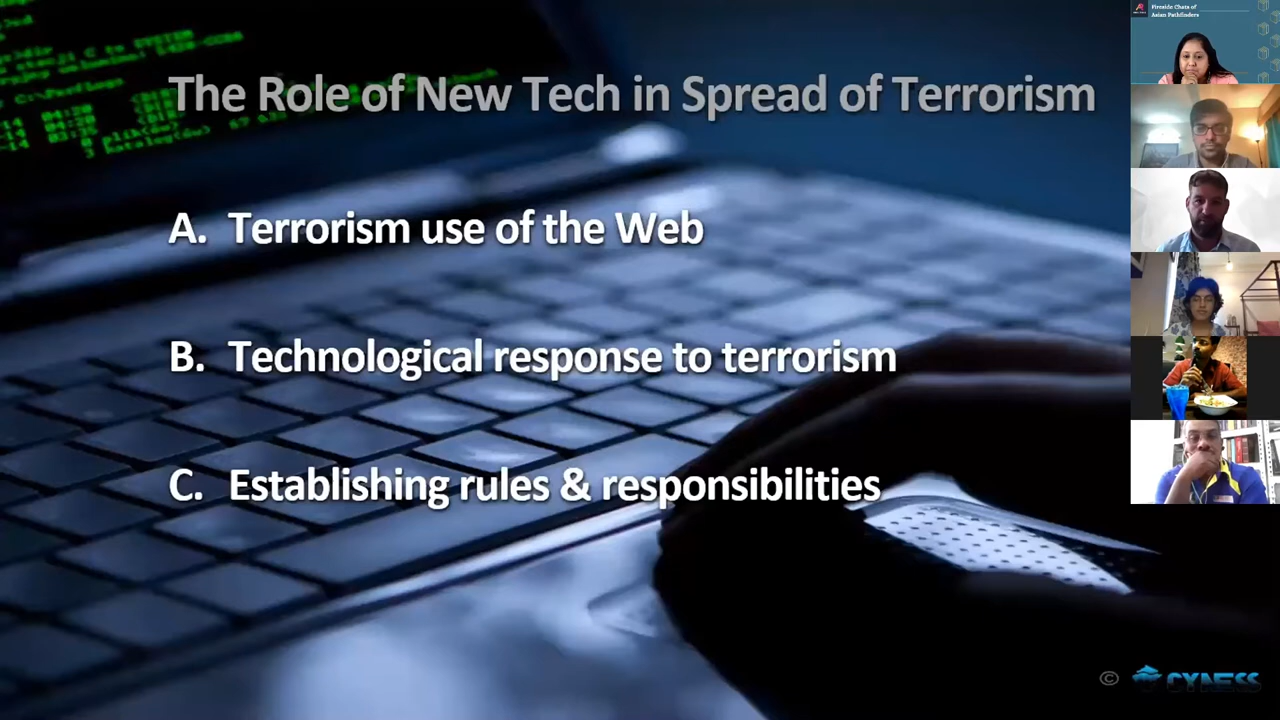 The Role of New Tech in Spread of Terrorism
A. Terrorism use of the Web
B. Technological response to terrorism
C. Establishing rules & responsibilities
Fireside Chats of
Asian Pathfinders
© CYNESS